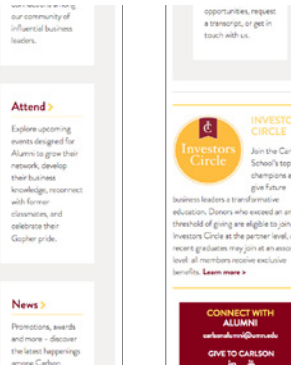 our community of
influential business
leaders.
Attend >
Explore upcoming
events designed for
Alumni to grow their
network, develop
their business
knowledge, reconnect
with former
classmates, and
celebrate their
Gopher pride.
News >
Promotions, awards
and more – discover
the latest happenings
among Carlson
opportunities, request
a transcript, or get in
touch with us.
Investors
Circle
INVESTO
CIRCLE
Join the Car
School's top
champions a
give future
business leaders a transformative
education. Donors who exceed an an
threshold of giving are eligible to join
Investors Circle at the partner level,
recent graduates may join at an asso
level. all members receive exclusive
benefits. Learn more >
CONNECT WITH
ALUMNI
carlsonalumni@umn.edu
GIVE TO CARLSON
in